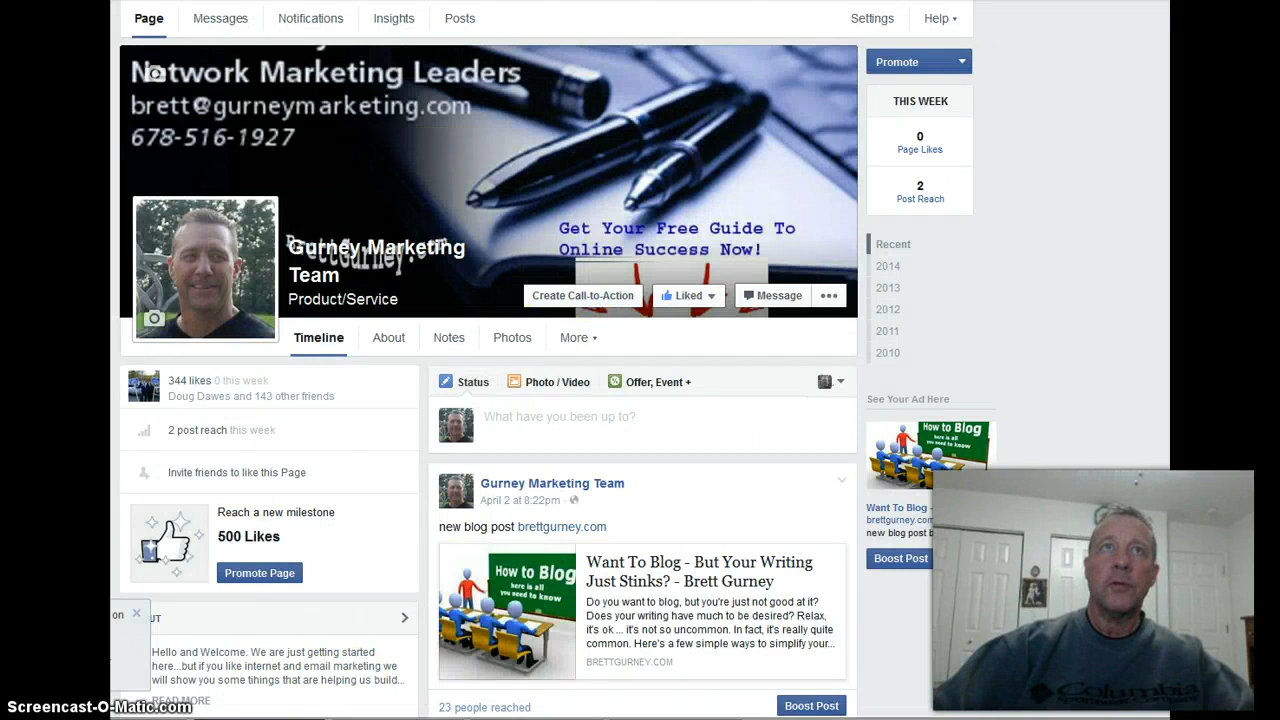 Page Messages Notifications Insights Posts Settings Help
Network Marketing Leaders
brett@gurneymarketing.com
678-516-1927
Get Your Free Guide To
Online Success Now!
Gurney Marketing
Team
Product/Service
Create Call-to-Action Liked Message
Timeline About Notes Photos More
Promote
THIS WEEK
0
Page Likes
2
Post Reach
Recent
2014
2013
2012
2011
2010
See Your Ad Here
How to Blog
here is all
you need to know
Want To Blog -
brettgurney.com
new blog post
Boost Post
344 likes 0 this week
Doug Dawes and 143 other friends
2 post reach this week
Invite friends to like this Page
Reach a new milestone
500 Likes
Promote Page
on
UT
Hello and Welcome. We are just getting started
here...but if you like internet and email marketing we
will show you some tihings that are helping us build...
READ MORE
Status Photo / Video Offer, Event +
What have you been up to?
Gurney Marketing Team
April 2 at 8:22pm
new blog post brettgurney.com
How to Blog
here is all
you need to know
Want To Blog - But Your Writing
Just Stinks? - Brett Gurney
Do you want to blog, but you're just not good at it?
Does your writing have much to be desired? Relax,
it's ok ... it's not so uncommon. In fact, it's really quite
common. Here's a few simple ways to simplify your...
BRETTGURNEY.COM
23 people reached
Boost Post
Columbia
Screencast-O-Matic.com